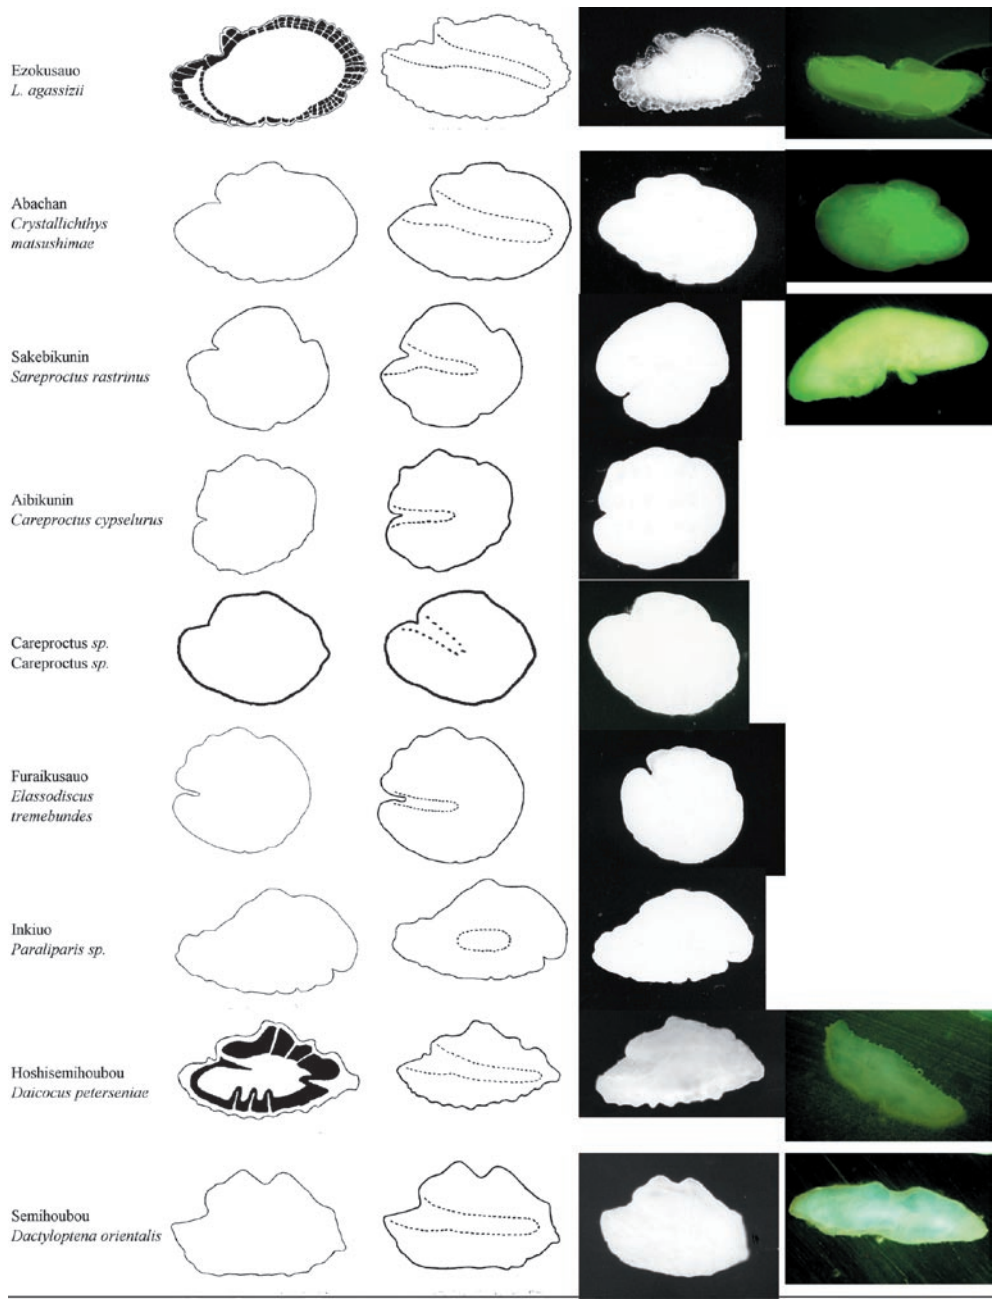 Ezokusauo
L. agassizii
Abachan
Crystallichthys
matsushimae
Sakebikunin
Sareproctus rastrinus
Aibikunin
Careproctus cypselurus
Careproctus sp.
Careproctus sp.
Furaikusauo
Elassodiscus
tremebundes
Inkiuo
Paraliparis sp.
Hoshisemihoubou
Daicocus peterseniae
Semihoubou
Dactyloptena orientalis